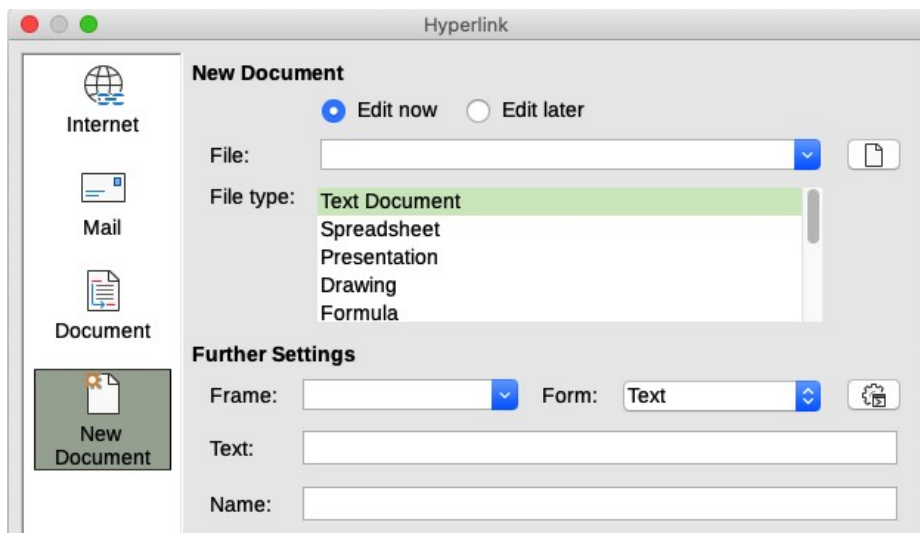 Hyperlink
Internet
Mail
Document
New
Document
New Document
Edit now Edit later
File:
File type: Text Document
Spreadsheet
Presentation
Drawing
Formula
Further Settings
Frame: Form: Text
Text:
Name: